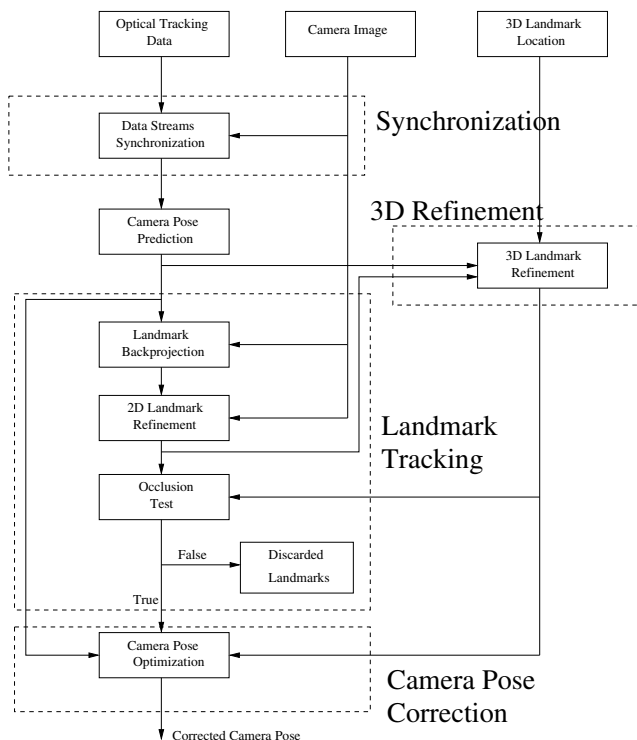 Optical Tracking
Data
Camera Image
3D Landmark
Location
Data Streams
Synchronization
Synchronization
Camera Pose
Prediction
3D Refinement
3D Landmark
Refinement
Landmark
Backprojection
2D Landmark
Refinement
Landmark
Tracking
Occlusion
Test
False
Discarded
Landmarks
True
Camera Pose
Optimization
Camera Pose
Correction
Corrected Camera Pose